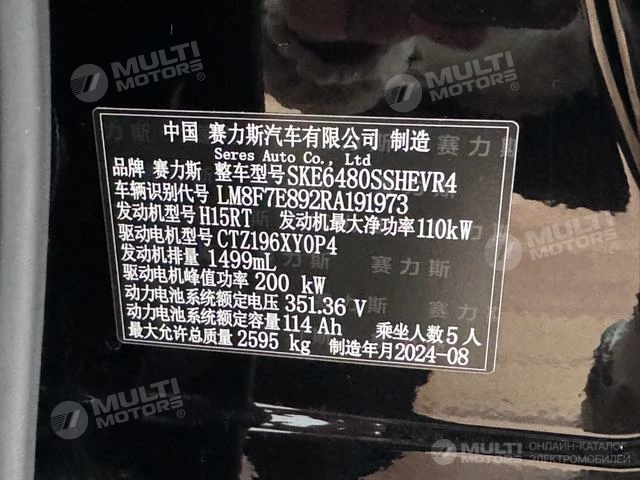 MULTI MOTORS®
MULTI MOTORS®
中国 赛力斯汽车有限公司 制造
Seres Auto Co., Ltd
品牌 赛力斯 整车型号 SKE6480SSHEVR4
车辆识别代号 LM8F7E892RA191973
发动机型号 H15RT 发动机最大净功率 110kW
驱动电机型号 CTZ196XY0P4
发动机排量 1499mL
驱动电机峰值功率 200 kW
动力电池系统额定电压 351.36 V
动力电池系统额定容量 114 Ah 乘坐人数 5 人
最大允许总质量 2595 kg 制造年月 2024-08
MULTI MOTORS®
MULTI MOTORS
ОНЛАЙН-КАТАЛОГ
ЭЛЕКТРОМОБИЛЕЙ